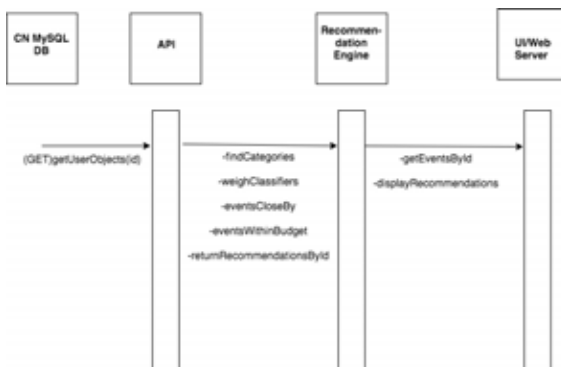 CN MySQL
DB
API
Recommen-
dation
Engine
UI/Web
Server
(GET)getUserObjects(id)
-findCategories
-weighClassifiers
-eventsCloseBy
-eventsWithinBudget
-returnRecommendationsById
-getEventsById
-displayRecommendations